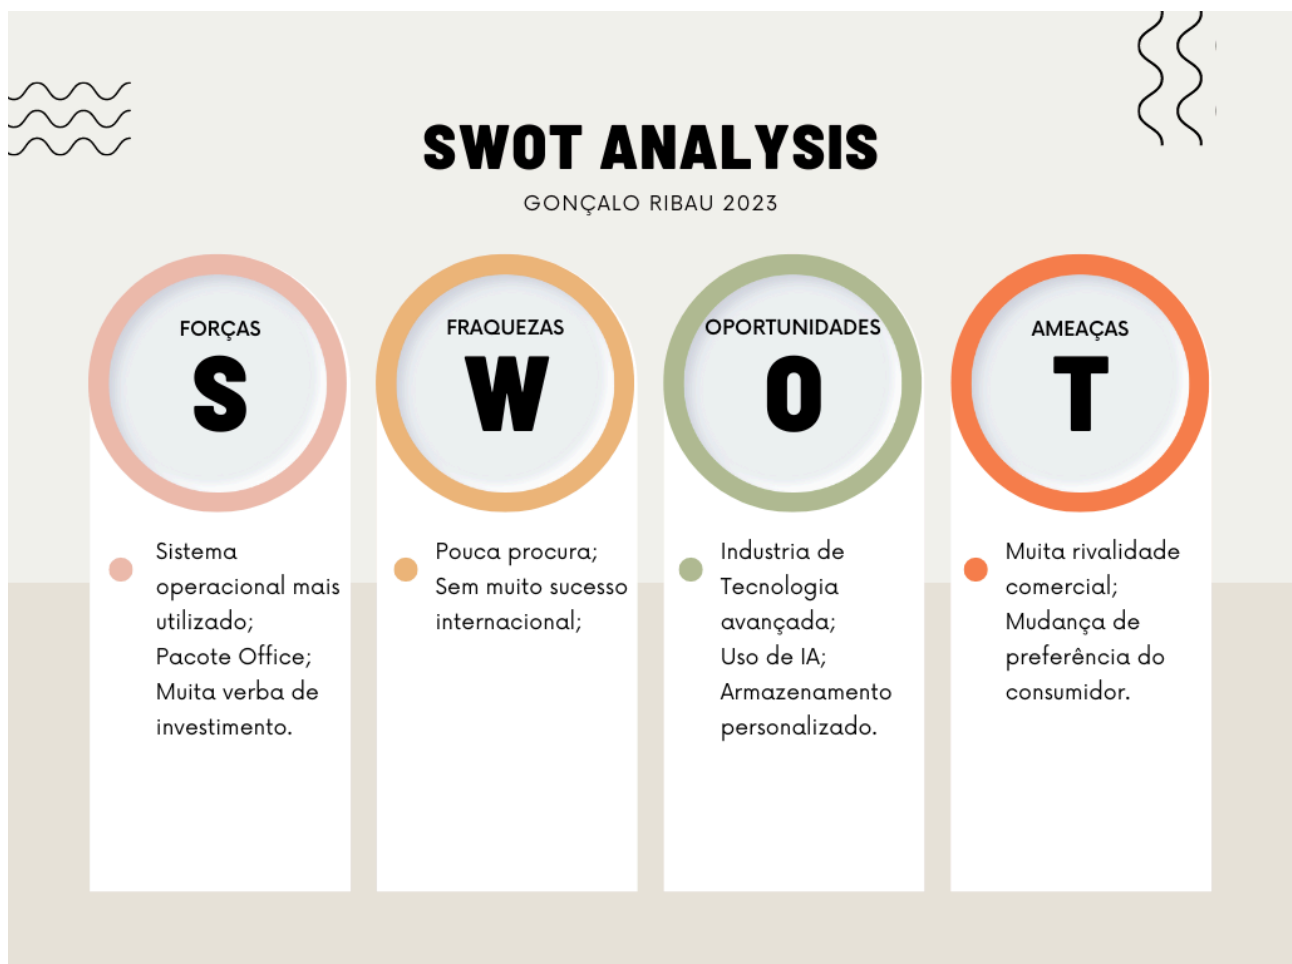 SWOT ANALYSIS
GONÇALO RIBAU 2023
FORÇAS
S
Sistema
operacional mais
utilizado;
Pacote Office;
Muita verba de
investimento.
FRAQUEZAS
W
Pouca procura;
Sem muito sucesso
internacional;
OPORTUNIDADES
O
Industria de
Tecnologia
avançada;
Uso de IA;
Armazenamento
personalizado.
AMEAÇAS
T
Muita rivalidade
comercial;
Mudança de
preferência do
consumidor.